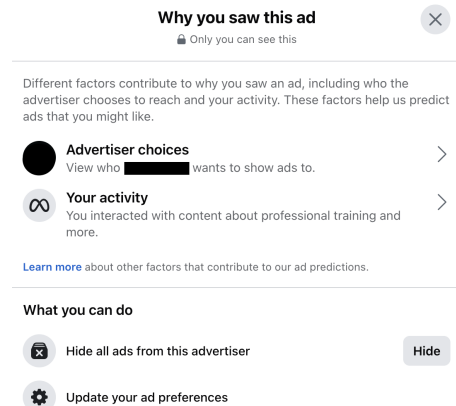 Why you saw this ad
Only you can see this
Different factors contribute to why you saw an ad, including who the
advertiser chooses to reach and your activity. These factors help us predict
ads that you might like.
Advertiser choices
View who wants to show ads to.
Your activity
You interacted with content about professional training and
more.
Learn more about other factors that contribute to our ad predictions.
What you can do
Hide all ads from this advertiser
Hide
Update your ad preferences